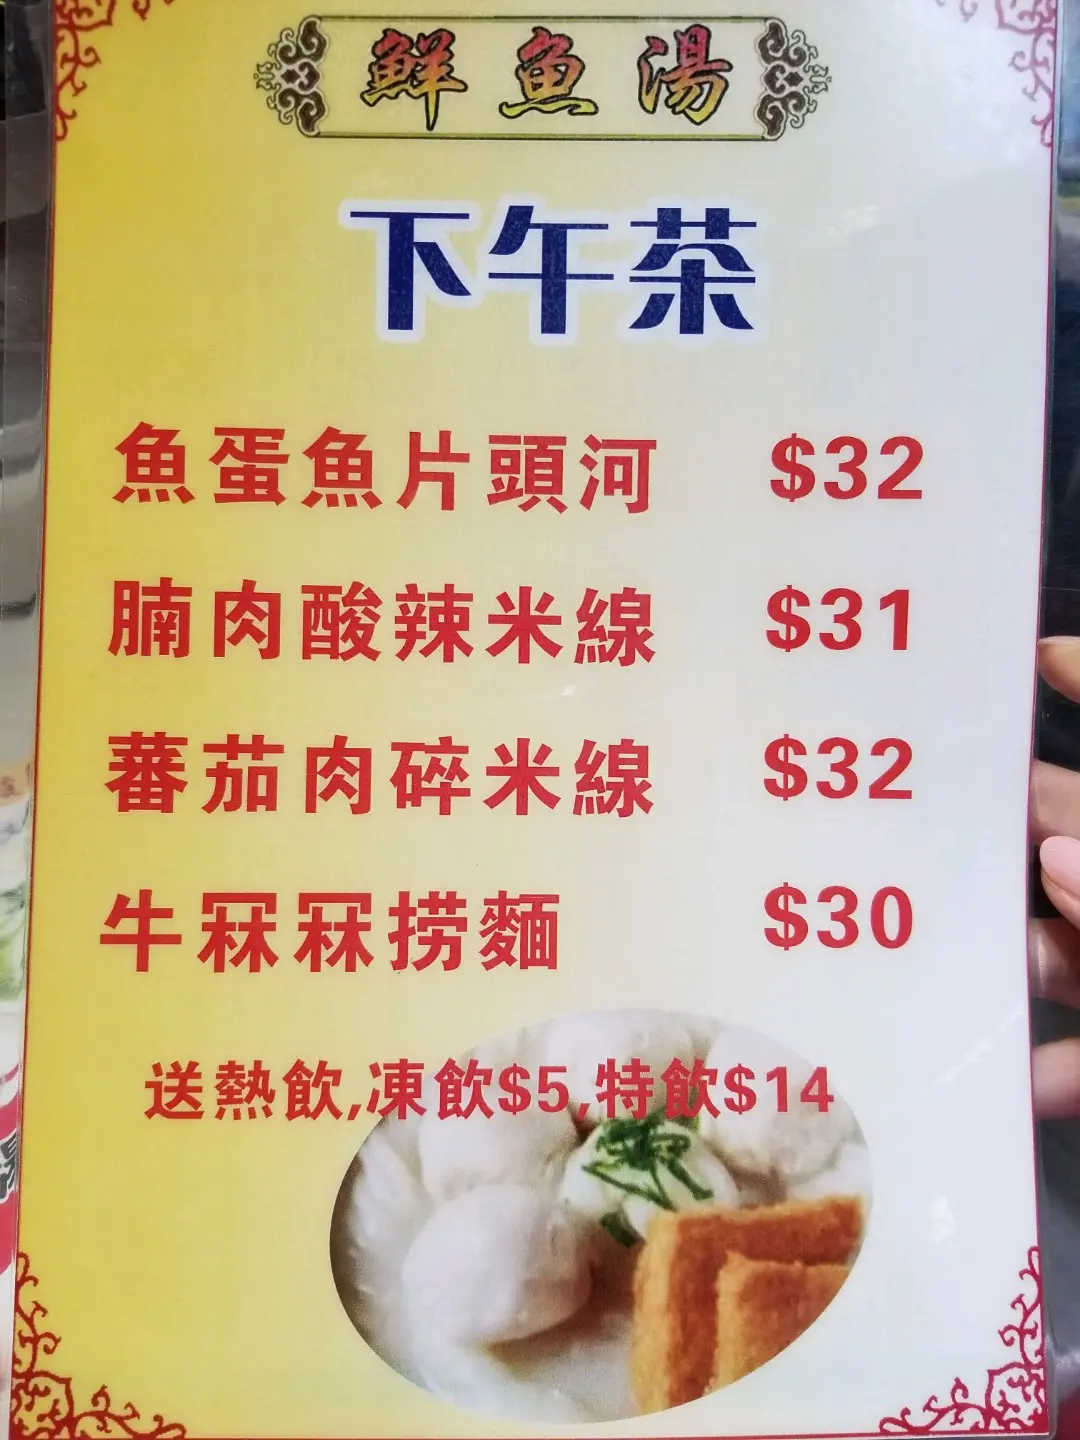 鮮魚湯
下午茶
魚蛋魚片頭河 $32
腩肉酸辣米線 $31
蕃茄肉碎米線 $32
牛冧冧捞麵 $30
送熱飲,凍飲$5,特飲$14